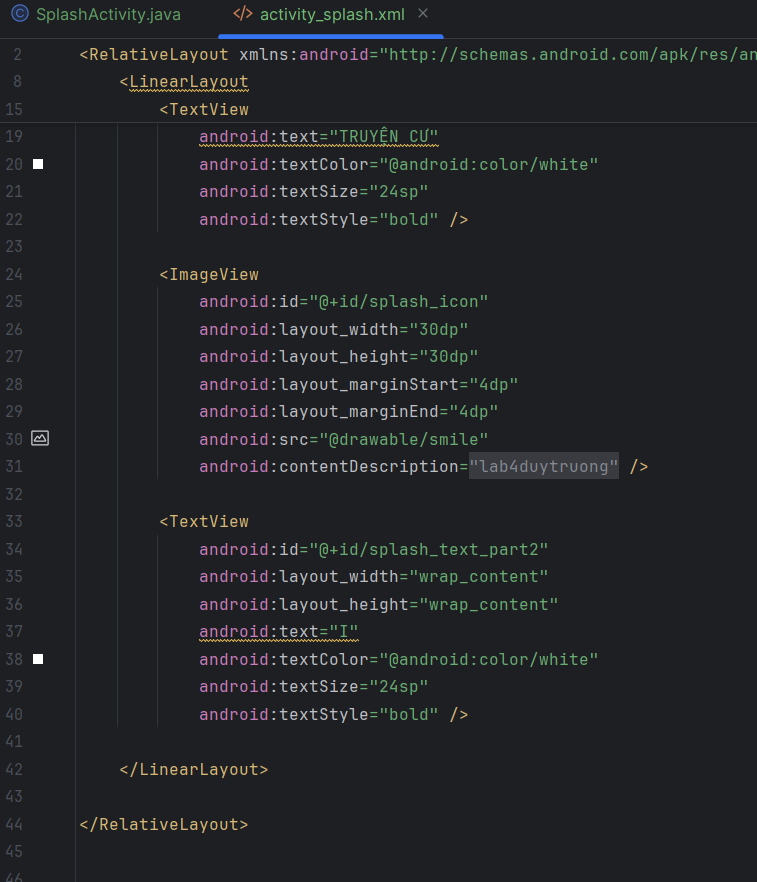 SplashActivity.java
activity_splash.xml
2 <RelativeLayout xmlns:android="http://schemas.android.com/apk/res/an
8 <LinearLayout
15 <TextView
19 android:text="TRUYỆN CƯ"
20 android:textColor="@android:color/white"
21 android:textSize="24sp"
22 android:textStyle="bold" />
23
24 <ImageView
25 android:id="@+id/splash_icon"
26 android:layout_width="30dp"
27 android:layout_height="30dp"
28 android:layout_marginStart="4dp"
29 android:layout_marginEnd="4dp"
30 android:src="@drawable/smile"
31 android:contentDescription="lab4duytruong" />
32
33 <TextView
34 android:id="@+id/splash_text_part2"
35 android:layout_width="wrap_content"
36 android:layout_height="wrap_content"
37 android:text="I"
38 android:textColor="@android:color/white"
39 android:textSize="24sp"
40 android:textStyle="bold" />
41
42 </LinearLayout>
43
44 </RelativeLayout>
45
46